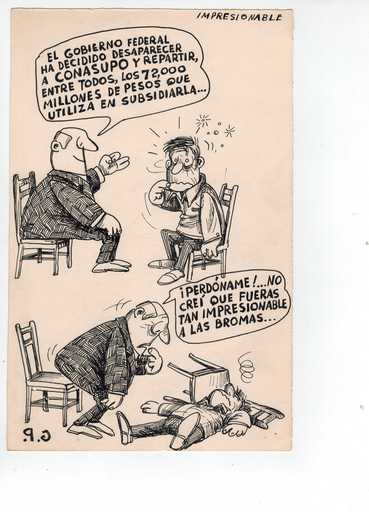 IMPRESIONABLE
EL GOBIERNO FEDERAL
HA DECIDIDO DESAPARECER
A CONASUPO Y REPARTIR,
ENTRE TODOS, LOS 72,000
MILLONES DE PESOS QUE
UTILIZA EN SUBSIDIARLA...
¡PERDÓNAME!...NO
CREÍ QUE FUERAS
TAN IMPRESIONABLE
A LAS BROMAS...